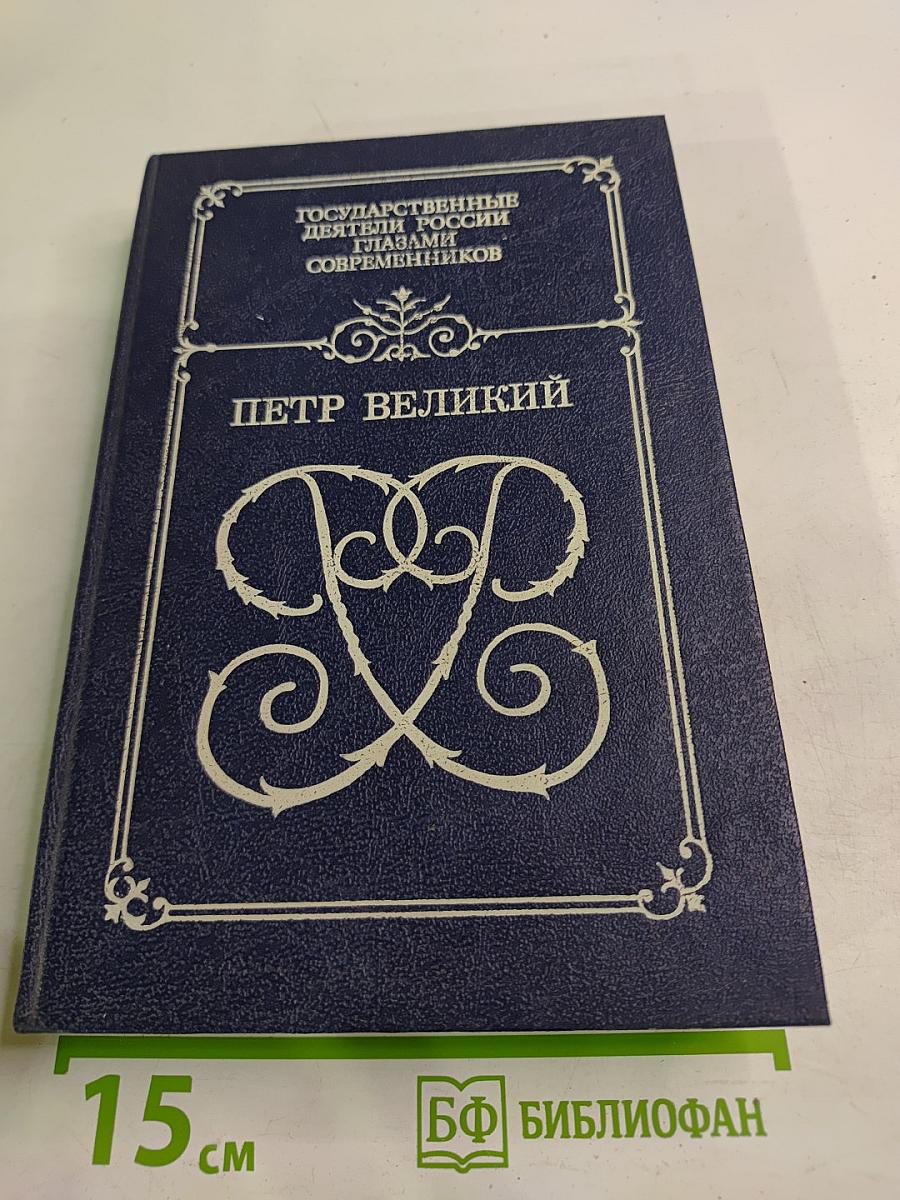 ГОСУДАРСТВЕННЫЕ
ДЕЯТЕЛИ РОССИИ
ГЛАЗАМИ
СОВРЕМЕННИКОВ
ПЕТР ВЕЛИКИЙ
15 см
БФ БИБЛИОФАН